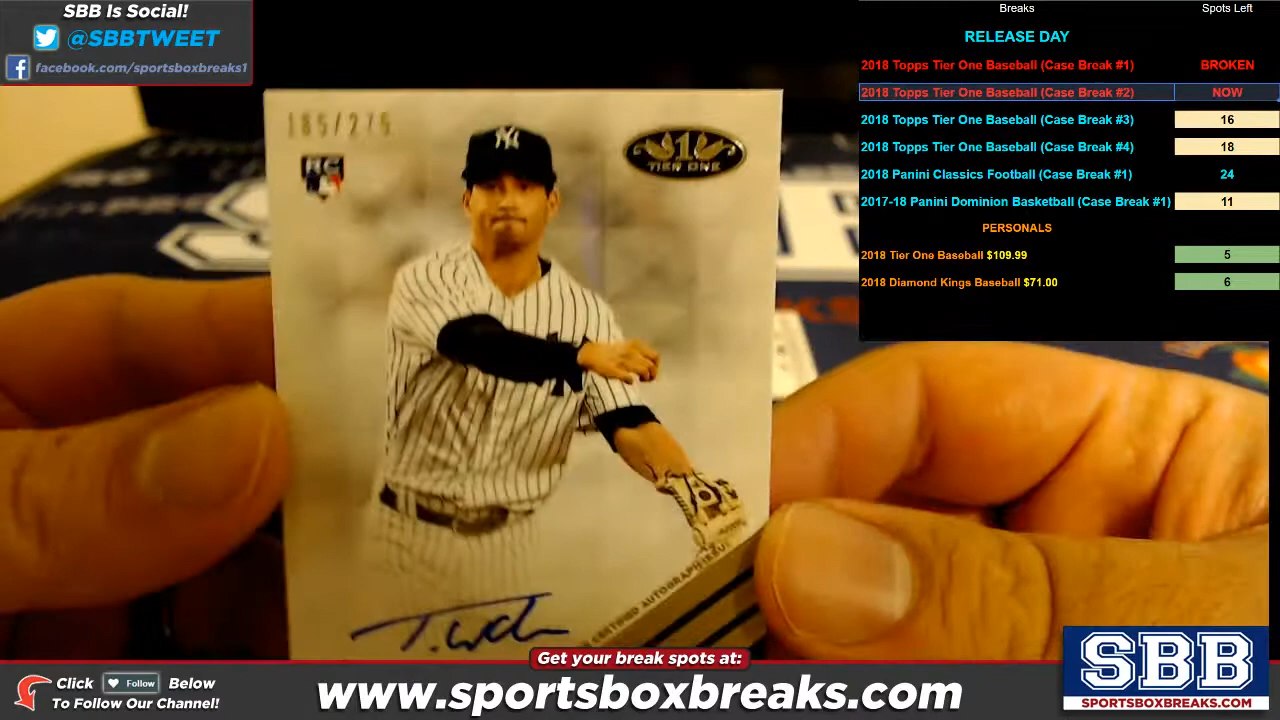 SBB Is Social!
@SBBTWEET
facebook.com/sportsboxbreaks1
Breaks Spots Left
RELEASE DAY
2018 Topps Tier One Baseball (Case Break #1) BROKEN
2018 Topps Tier One Baseball (Case Break #2) NOW
2018 Topps Tier One Baseball (Case Break #3) 16
2018 Topps Tier One Baseball (Case Break #4) 18
2018 Panini Classics Football (Case Break #1) 24
2017-18 Panini Dominion Basketball (Case Break #1) 11
PERSONALS
2018 Tier One Baseball $109.99 5
2018 Diamond Kings Baseball $71.00 6
185/275
RC
1
TIER ONE
CERTIFIED AUTOGRAPH ISSUE
Get your break spots at:
Click Follow Below
To Follow Our Channel!
www.sportsboxbreaks.com
SBB
SPORTSBOXBREAKS.COM